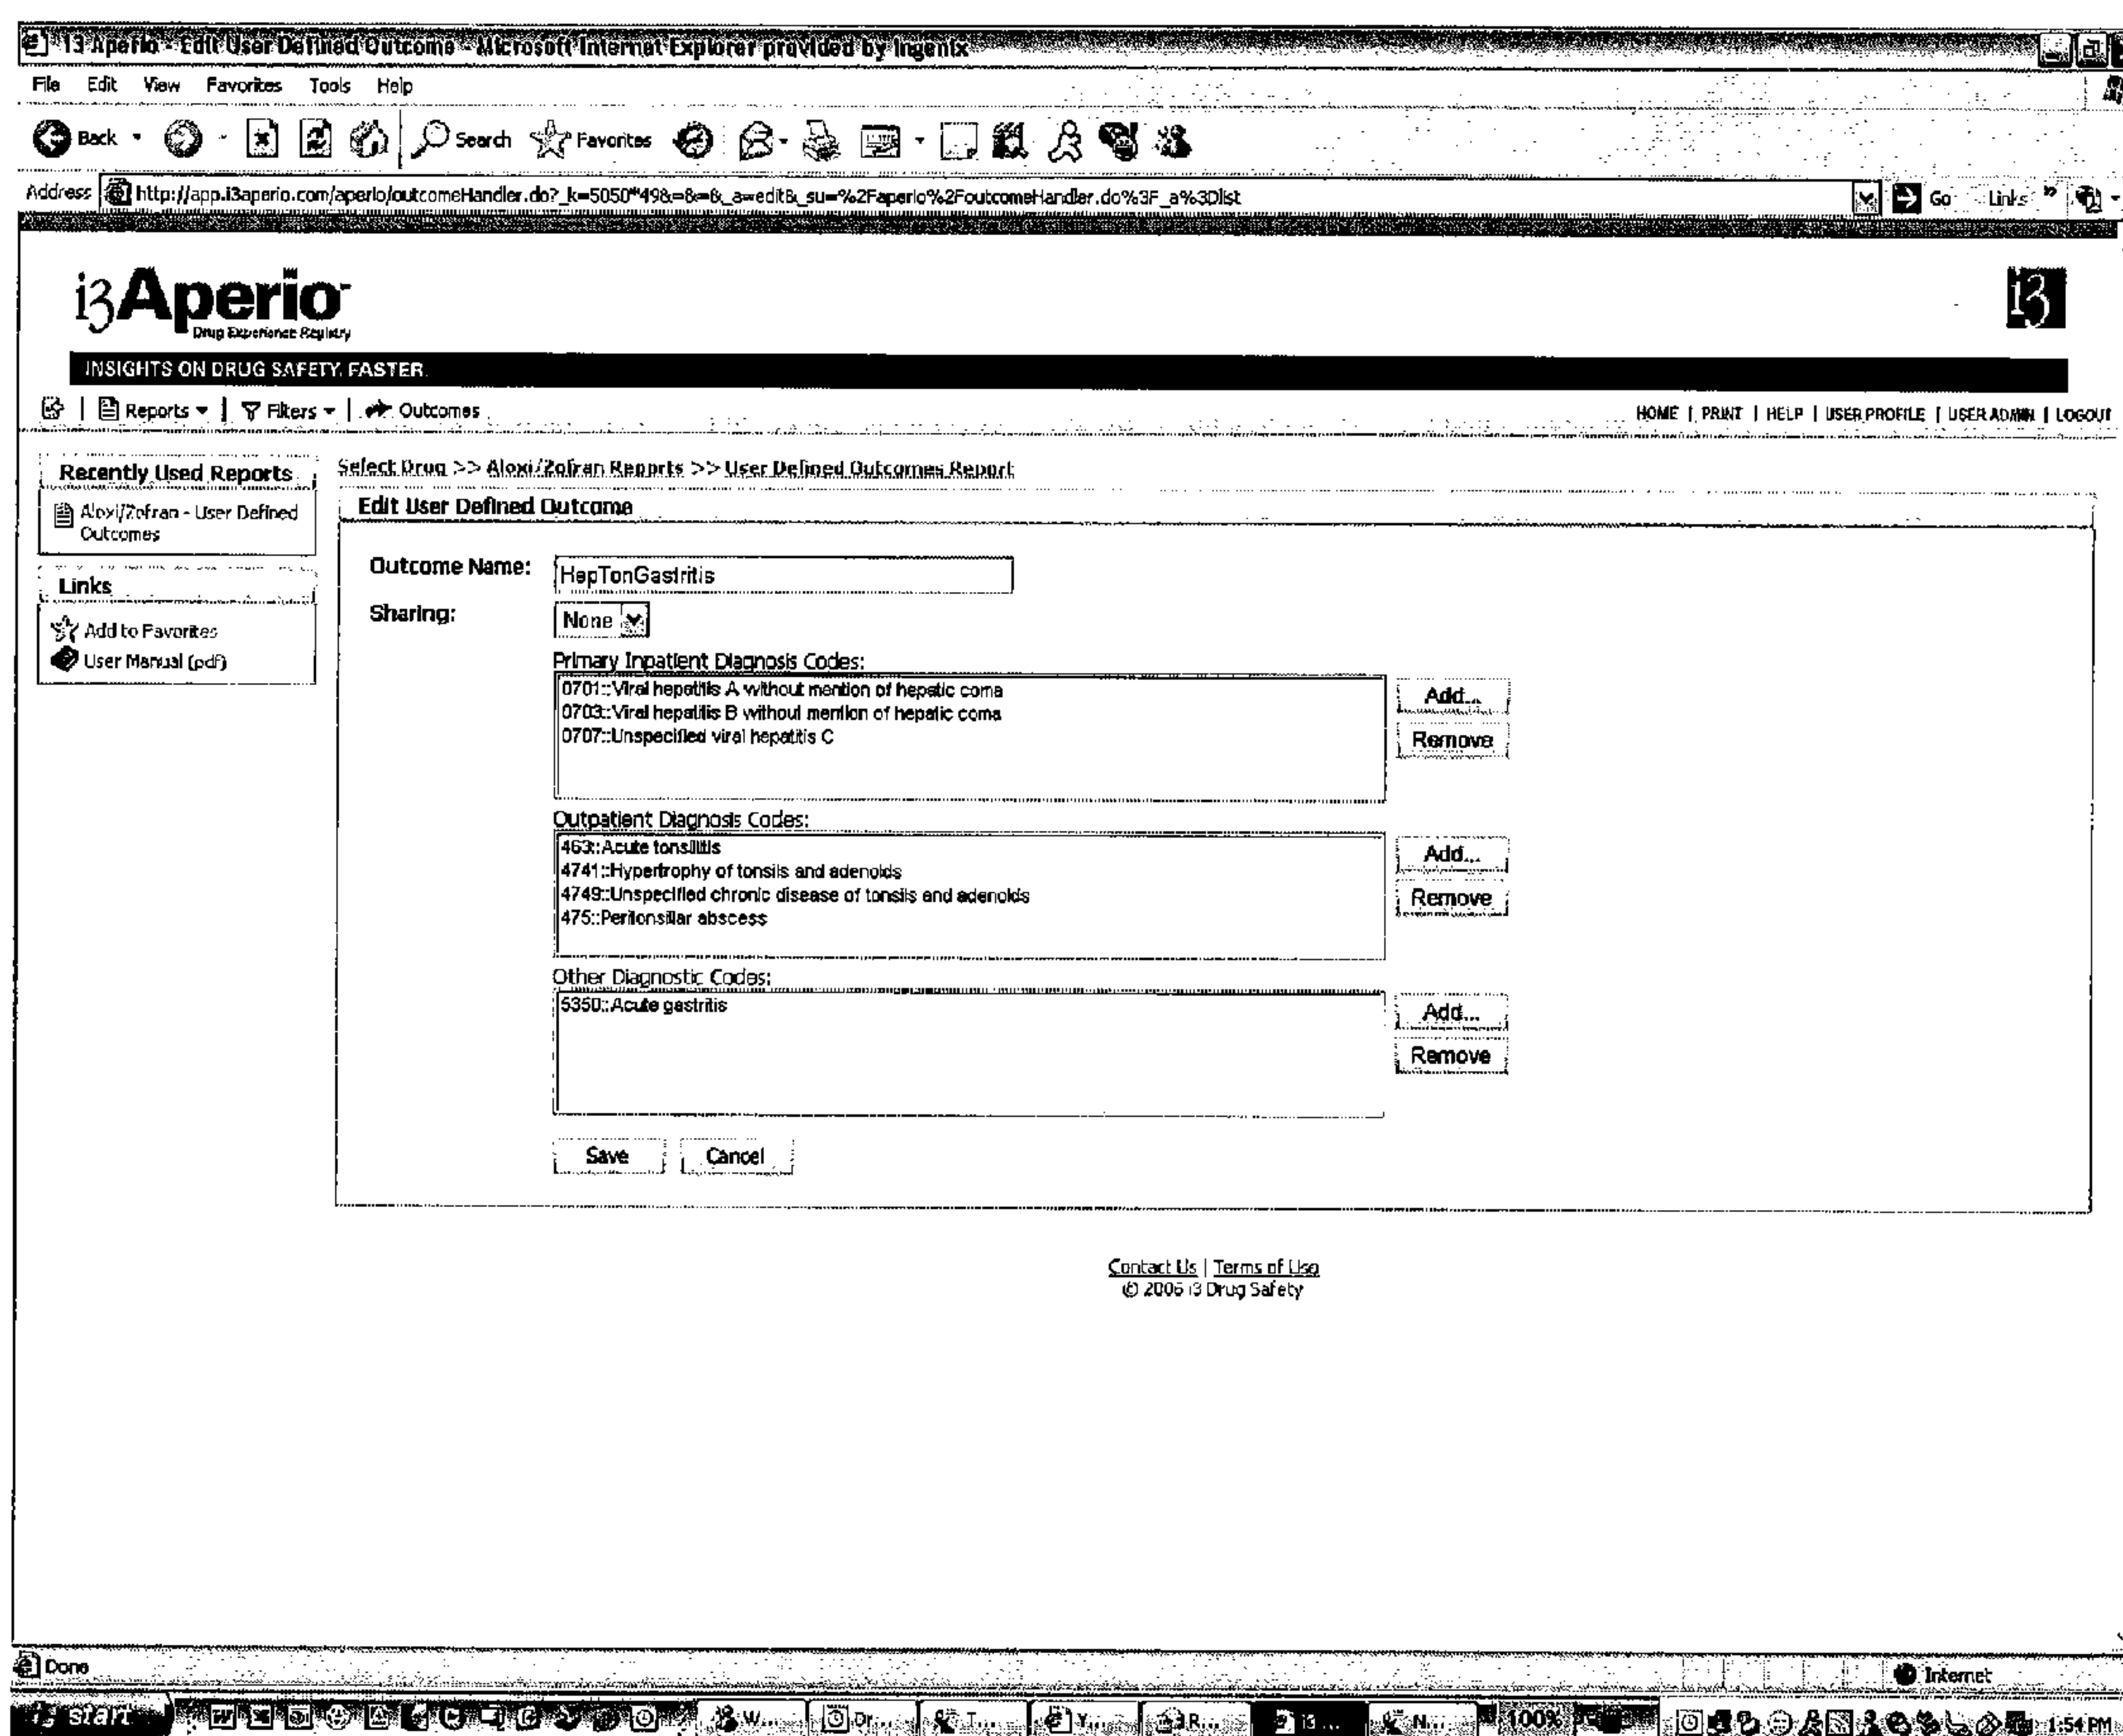 i3 Aperio - Edit User Defined Outcome - Microsoft Internet Explorer provided by Ingenix
File Edit View Favorites Tools Help
Back Search Favorites
Address http://app.i3aperio.com/aperio/outcomeHandler.do?_k=5050*49&=&=&_a=edit&_su=%2Faperio%2FoutcomeHandler.do%3F_a%3Dlist Go Links
i3Aperio
Drug Experience Registry
i3
INSIGHTS ON DRUG SAFETY. FASTER.
Reports | Filters | Outcomes
HOME | PRINT | HELP | USER PROFILE | USER ADMIN | LOGOUT
Recently Used Reports
Aloxi/Zofran - User Defined
Outcomes
Links
Add to Favorites
User Manual (pdf)
Select Drug >> Aloxi/Zofran Reports >> User Defined Outcomes Report
Edit User Defined Outcome
Outcome Name: HepTonGastritis
Sharing: None
Primary Inpatient Diagnosis Codes:
0701::Viral hepatitis A without mention of hepatic coma
0703::Viral hepatitis B without mention of hepatic coma
0707::Unspecified viral hepatitis C
Add...
Remove
Outpatient Diagnosis Codes:
463::Acute tonsillitis
4741::Hypertrophy of tonsils and adenoids
4749::Unspecified chronic disease of tonsils and adenoids
475::Peritonsillar abscess
Add...
Remove
Other Diagnostic Codes:
5350::Acute gastritis
Add...
Remove
Save Cancel
Contact Us | Terms of Use
© 2006 i3 Drug Safety
Done
Internet
start W... Or... T... Y... R... i3 ... N... 100% 1:54 PM